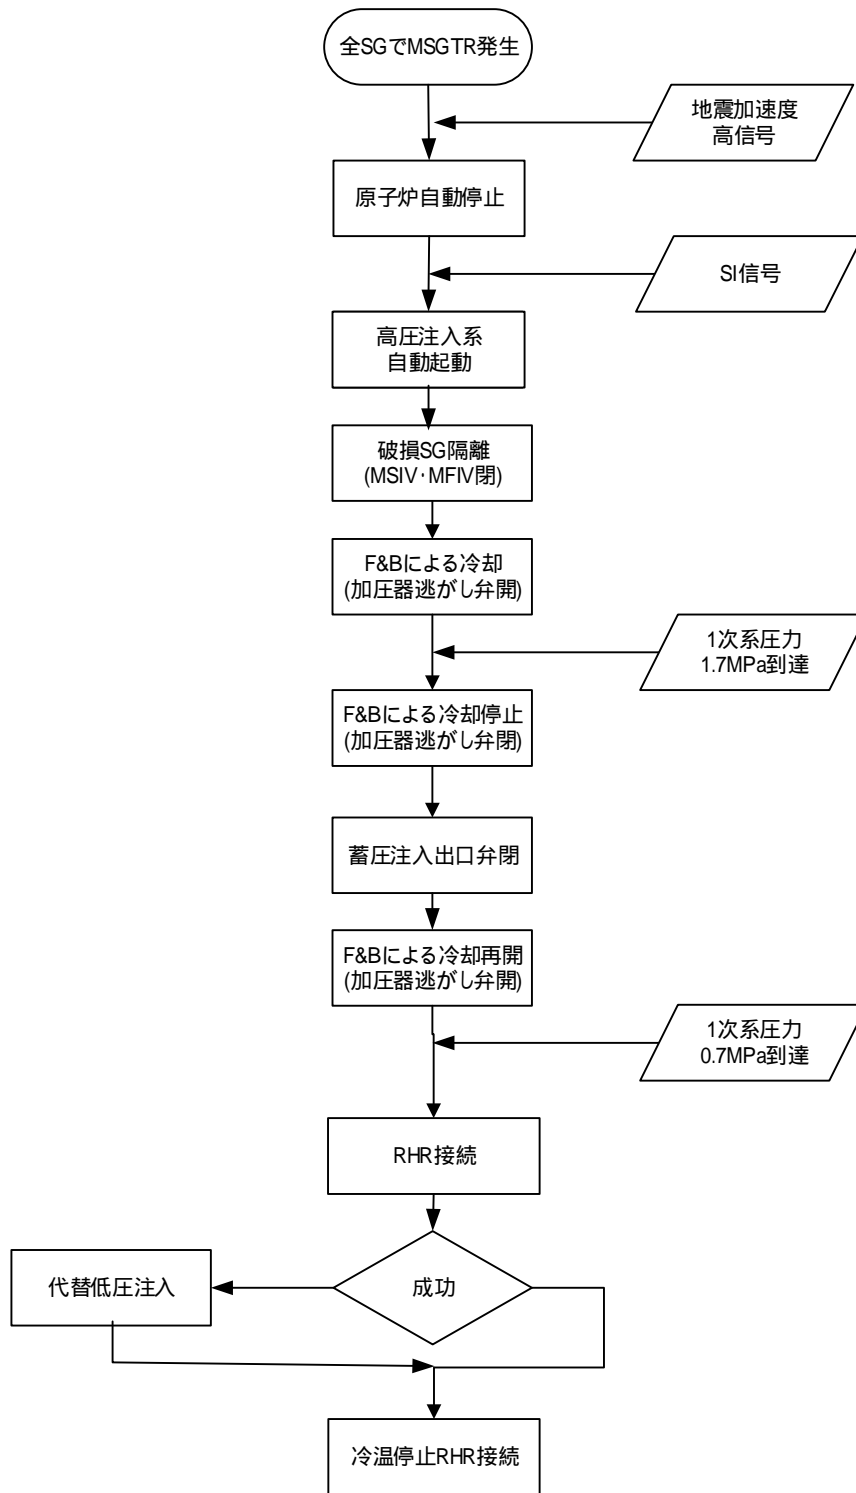 全SGでMSGTR発生
地震加速度
高信号
原子炉自動停止
SI信号
高圧注入系
自動起動
破損SG隔離
(MSIV･MFIV閉)
F&Bによる冷却
(加圧器逃がし弁開)
1次系圧力
1.7MPa到達
F&Bによる冷却停止
(加圧器逃がし弁閉)
蓄圧注入出口弁閉
F&Bによる冷却再開
(加圧器逃がし弁開)
1次系圧力
0.7MPa到達
RHR接続
成功
代替低圧注入
冷温停止RHR接続